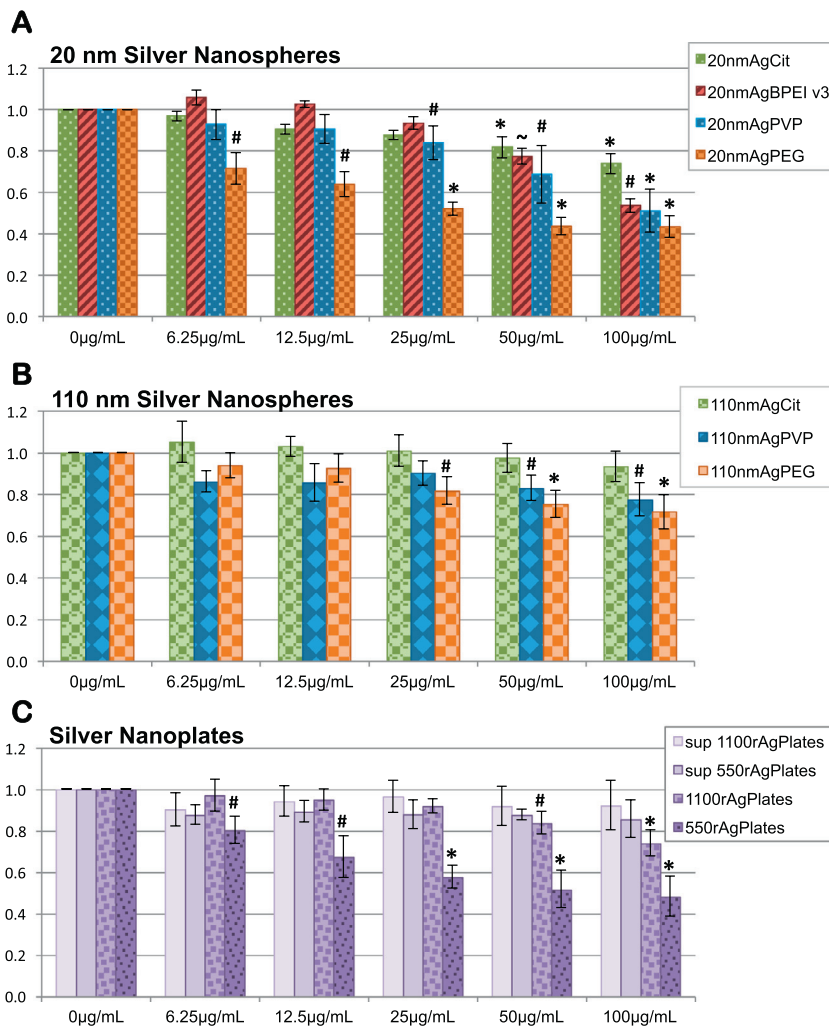 A
20 nm Silver Nanospheres
1.2
1.0
0.8
0.6
0.4
0.2
0.0
# # # * * ~ # * * # * *
0µg/mL 6.25µg/mL 12.5µg/mL 25µg/mL 50µg/mL 100µg/mL
20nmAgCit
20nmAgBPEI v3
20nmAgPVP
20nmAgPEG
B
110 nm Silver Nanospheres
1.2
1.0
0.8
0.6
0.4
0.2
0.0
# # * # *
0µg/mL 6.25µg/mL 12.5µg/mL 25µg/mL 50µg/mL 100µg/mL
110nmAgCit
110nmAgPVP
110nmAgPEG
C
Silver Nanoplates
1.2
1.0
0.8
0.6
0.4
0.2
0.0
# # * # * * *
0µg/mL 6.25µg/mL 12.5µg/mL 25µg/mL 50µg/mL 100µg/mL
sup 1100rAgPlates
sup 550rAgPlates
1100rAgPlates
550rAgPlates